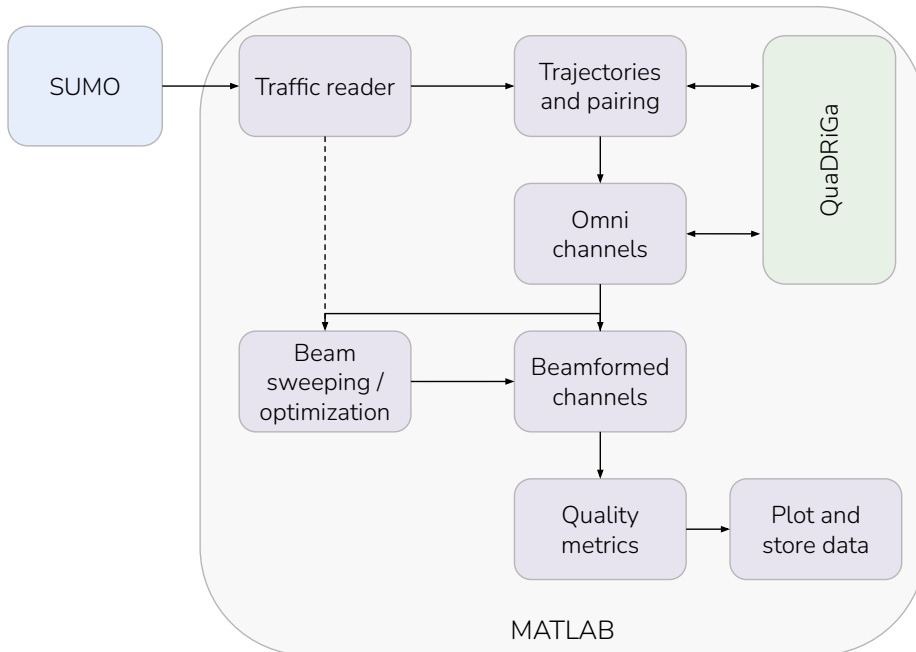 SUMO
Traffic reader
Trajectories
and pairing
QuaDRiGa
Omni
channels
Beam
sweeping /
optimization
Beamformed
channels
Quality
metrics
Plot and
store data
MATLAB